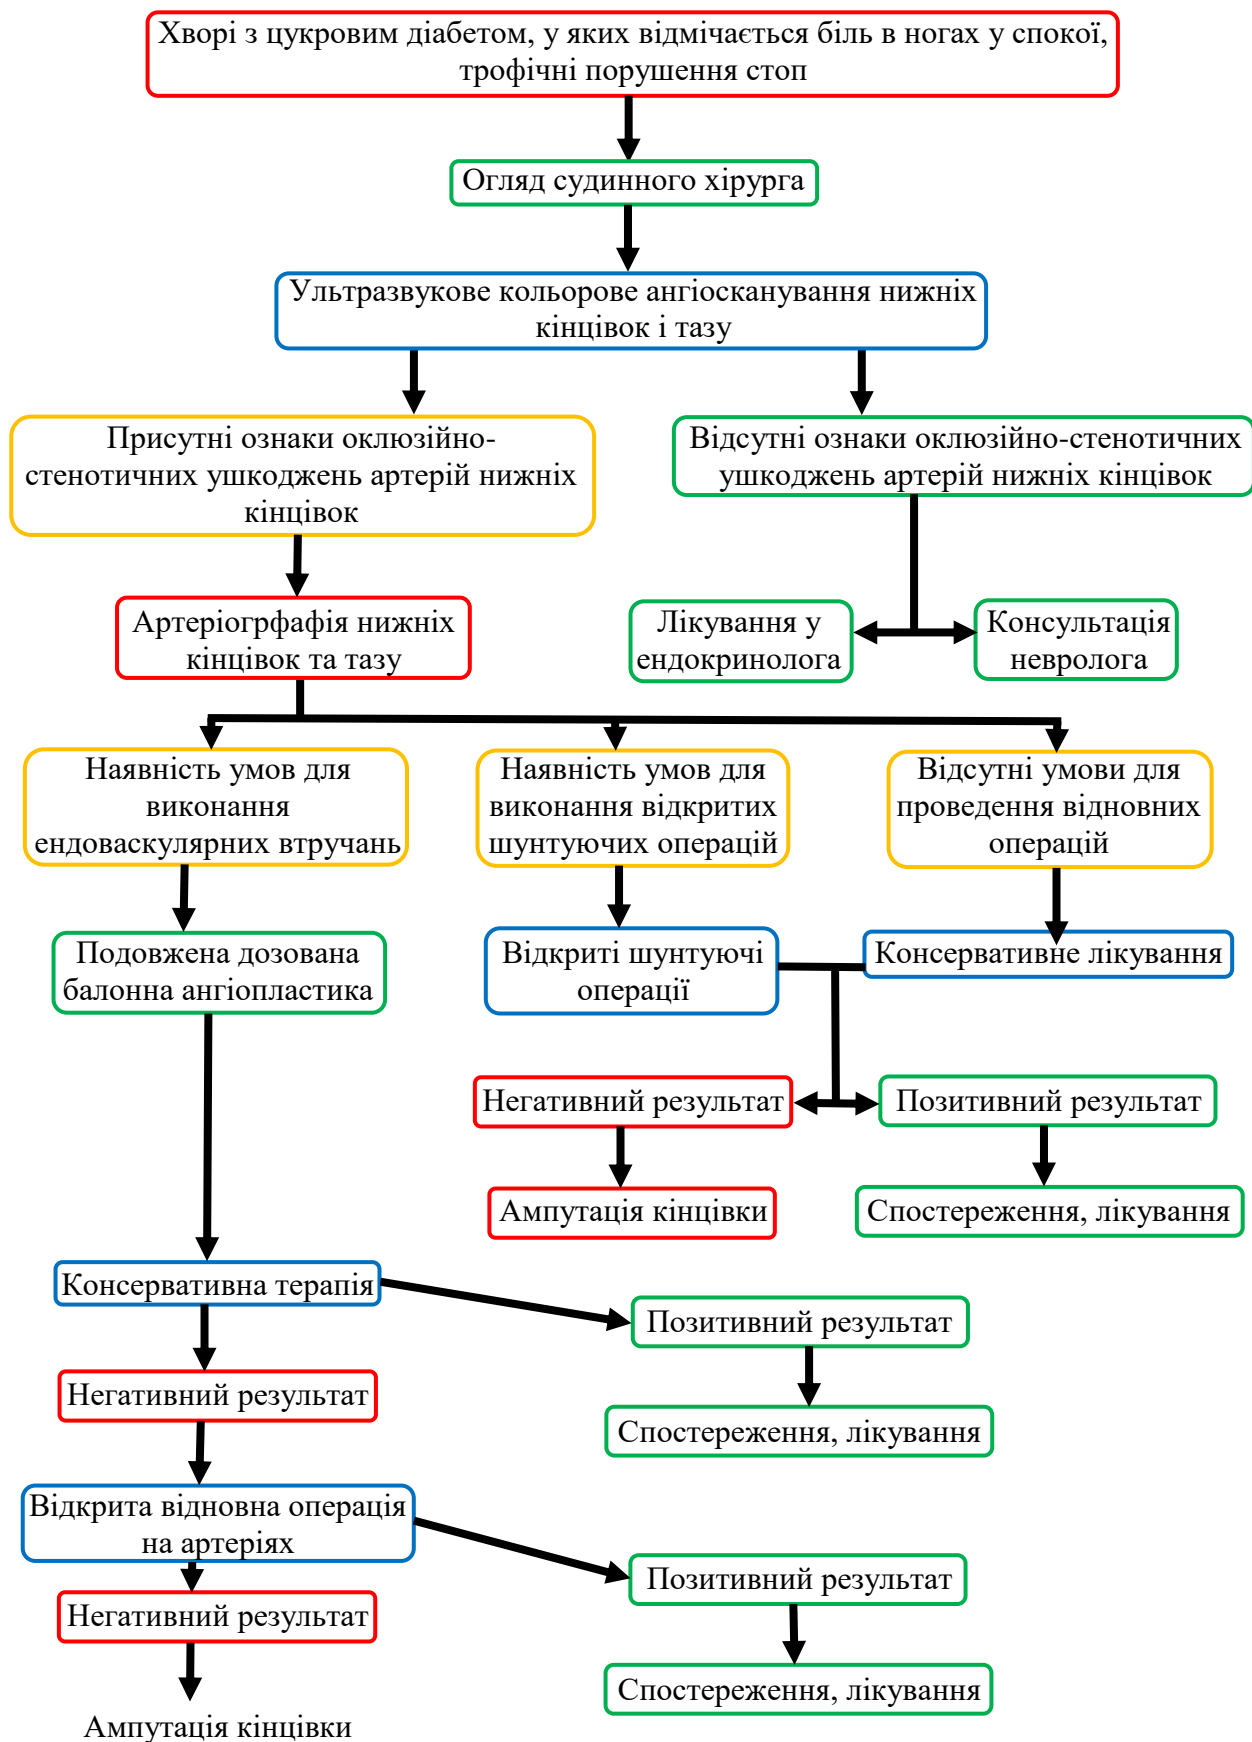 Хворі з цукровим діабетом, у яких відмічається біль в ногах у спокої,
трофічні порушення стоп
Огляд судинного хірурга
Ультразвукове кольорове ангіосканування нижніх
кінцівок і тазу
Присутні ознаки оклюзійно-
стенотичних ушкоджень артерій нижніх
кінцівок
Відсутні ознаки оклюзійно-стенотичних
ушкоджень артерій нижніх кінцівок
Артеріогрфафія нижніх
кінцівок та тазу
Лікування у
ендокринолога
Консультація
невролога
Наявність умов для
виконання
ендоваскулярних втручань
Наявність умов для
виконання відкритих
шунтуючих операцій
Відсутні умови для
проведення відновних
операцій
Подовжена дозована
балонна ангіопластика
Відкриті шунтуючі
операції
Консервативне лікування
Негативний результат
Позитивний результат
Ампутація кінцівки
Спостереження, лікування
Консервативна терапія
Позитивний результат
Негативний результат
Спостереження, лікування
Відкрита відновна операція
на артеріях
Позитивний результат
Негативний результат
Спостереження, лікування
Ампутація кінцівки